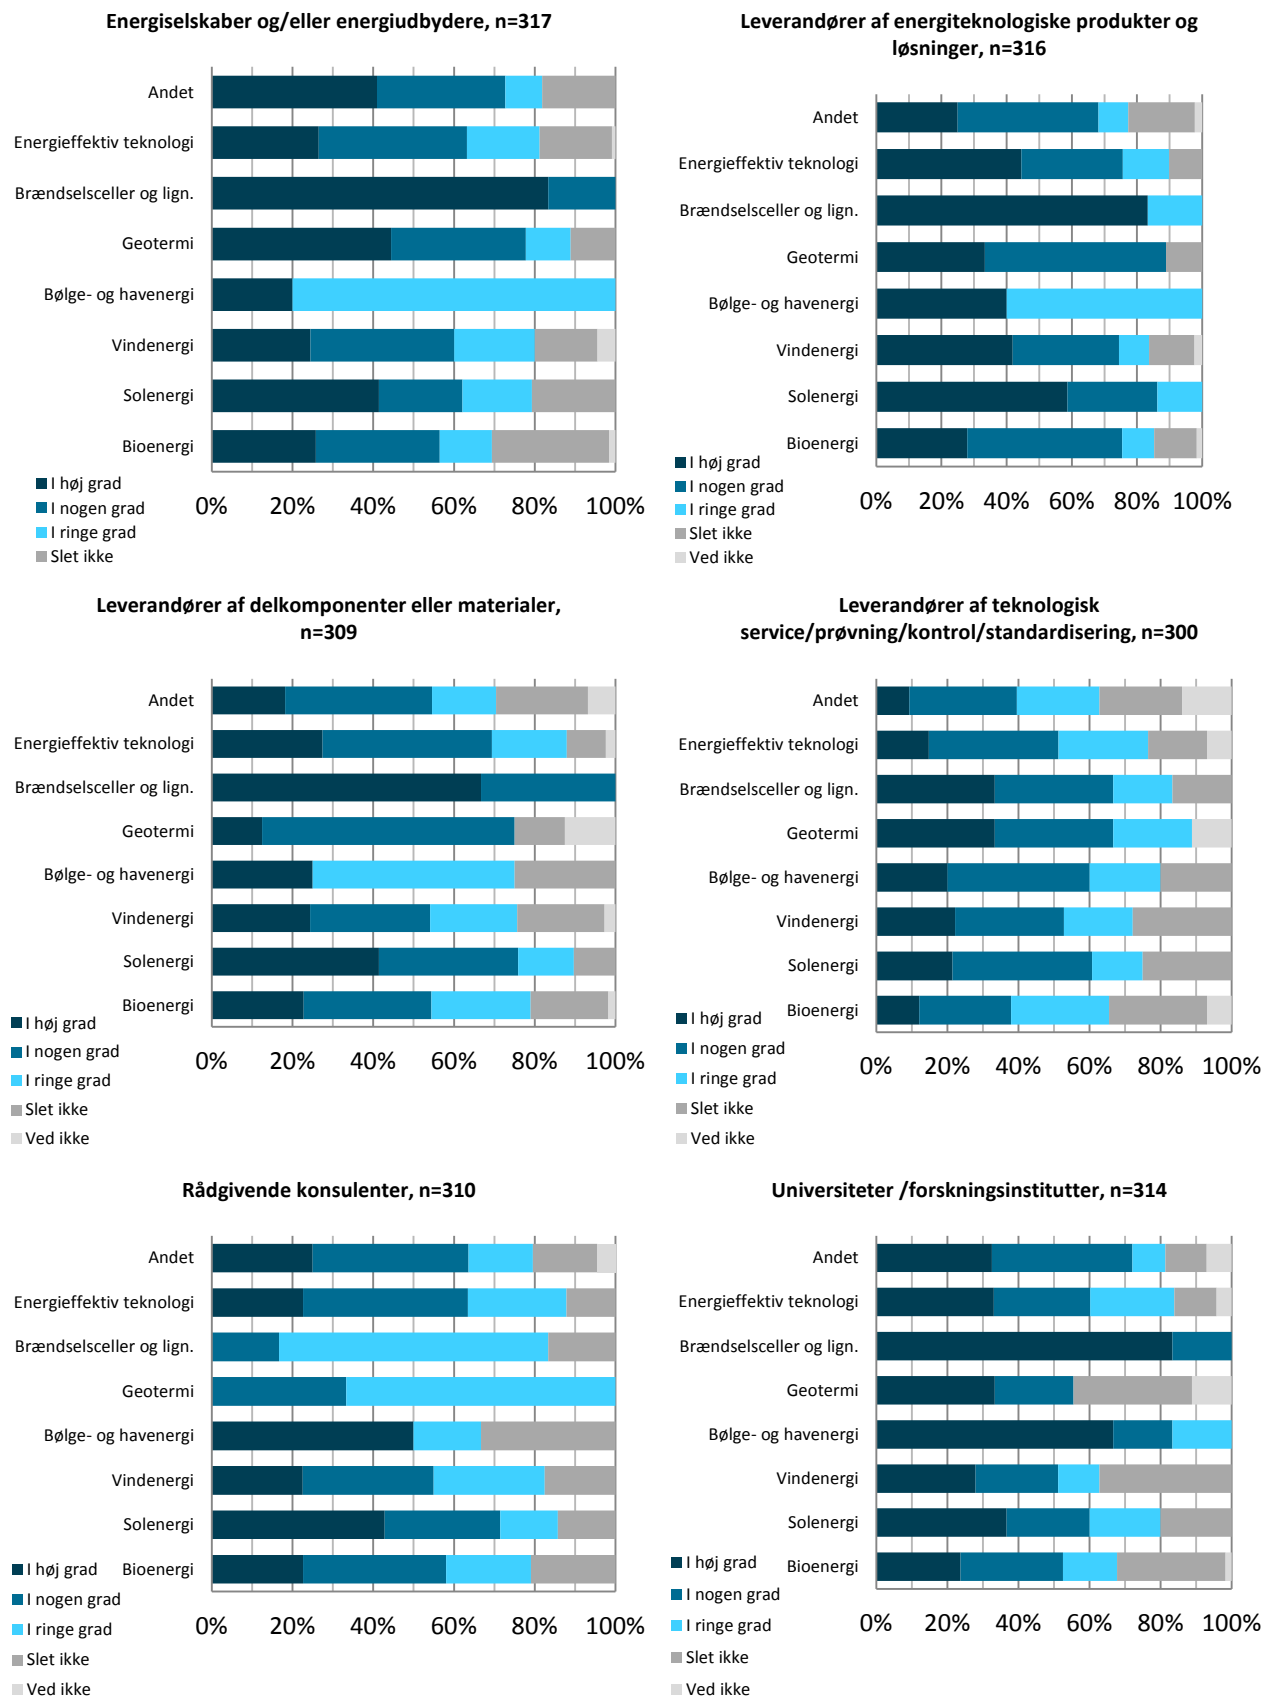 Energiselskaber og/eller energiudbydere, n=317
Andet
Energieffektiv teknologi
Brændselsceller og lign.
Geotermi
Bølge- og havenergi
Vindenergi
Solenergi
Bioenergi
I høj grad
I nogen grad
I ringe grad
Slet ikke
0% 20% 40% 60% 80% 100%
Leverandører af energiteknologiske produkter og
løsninger, n=316
Andet
Energieffektiv teknologi
Brændselsceller og lign.
Geotermi
Bølge- og havenergi
Vindenergi
Solenergi
Bioenergi
I høj grad
I nogen grad
I ringe grad
Slet ikke
Ved ikke
0% 20% 40% 60% 80% 100%
Leverandører af delkomponenter eller materialer,
n=309
Andet
Energieffektiv teknologi
Brændselsceller og lign.
Geotermi
Bølge- og havenergi
Vindenergi
Solenergi
Bioenergi
I høj grad
I nogen grad
I ringe grad
Slet ikke
Ved ikke
0% 20% 40% 60% 80% 100%
Leverandører af teknologisk
service/prøvning/kontrol/standardisering, n=300
Andet
Energieffektiv teknologi
Brændselsceller og lign.
Geotermi
Bølge- og havenergi
Vindenergi
Solenergi
Bioenergi
I høj grad
I nogen grad
I ringe grad
Slet ikke
Ved ikke
0% 20% 40% 60% 80% 100%
Rådgivende konsulenter, n=310
Andet
Energieffektiv teknologi
Brændselsceller og lign.
Geotermi
Bølge- og havenergi
Vindenergi
Solenergi
Bioenergi
I høj grad
I nogen grad
I ringe grad
Slet ikke
Ved ikke
0% 20% 40% 60% 80% 100%
Universiteter /forskningsinstitutter, n=314
Andet
Energieffektiv teknologi
Brændselsceller og lign.
Geotermi
Bølge- og havenergi
Vindenergi
Solenergi
Bioenergi
I høj grad
I nogen grad
I ringe grad
Slet ikke
Ved ikke
0% 20% 40% 60% 80% 100%